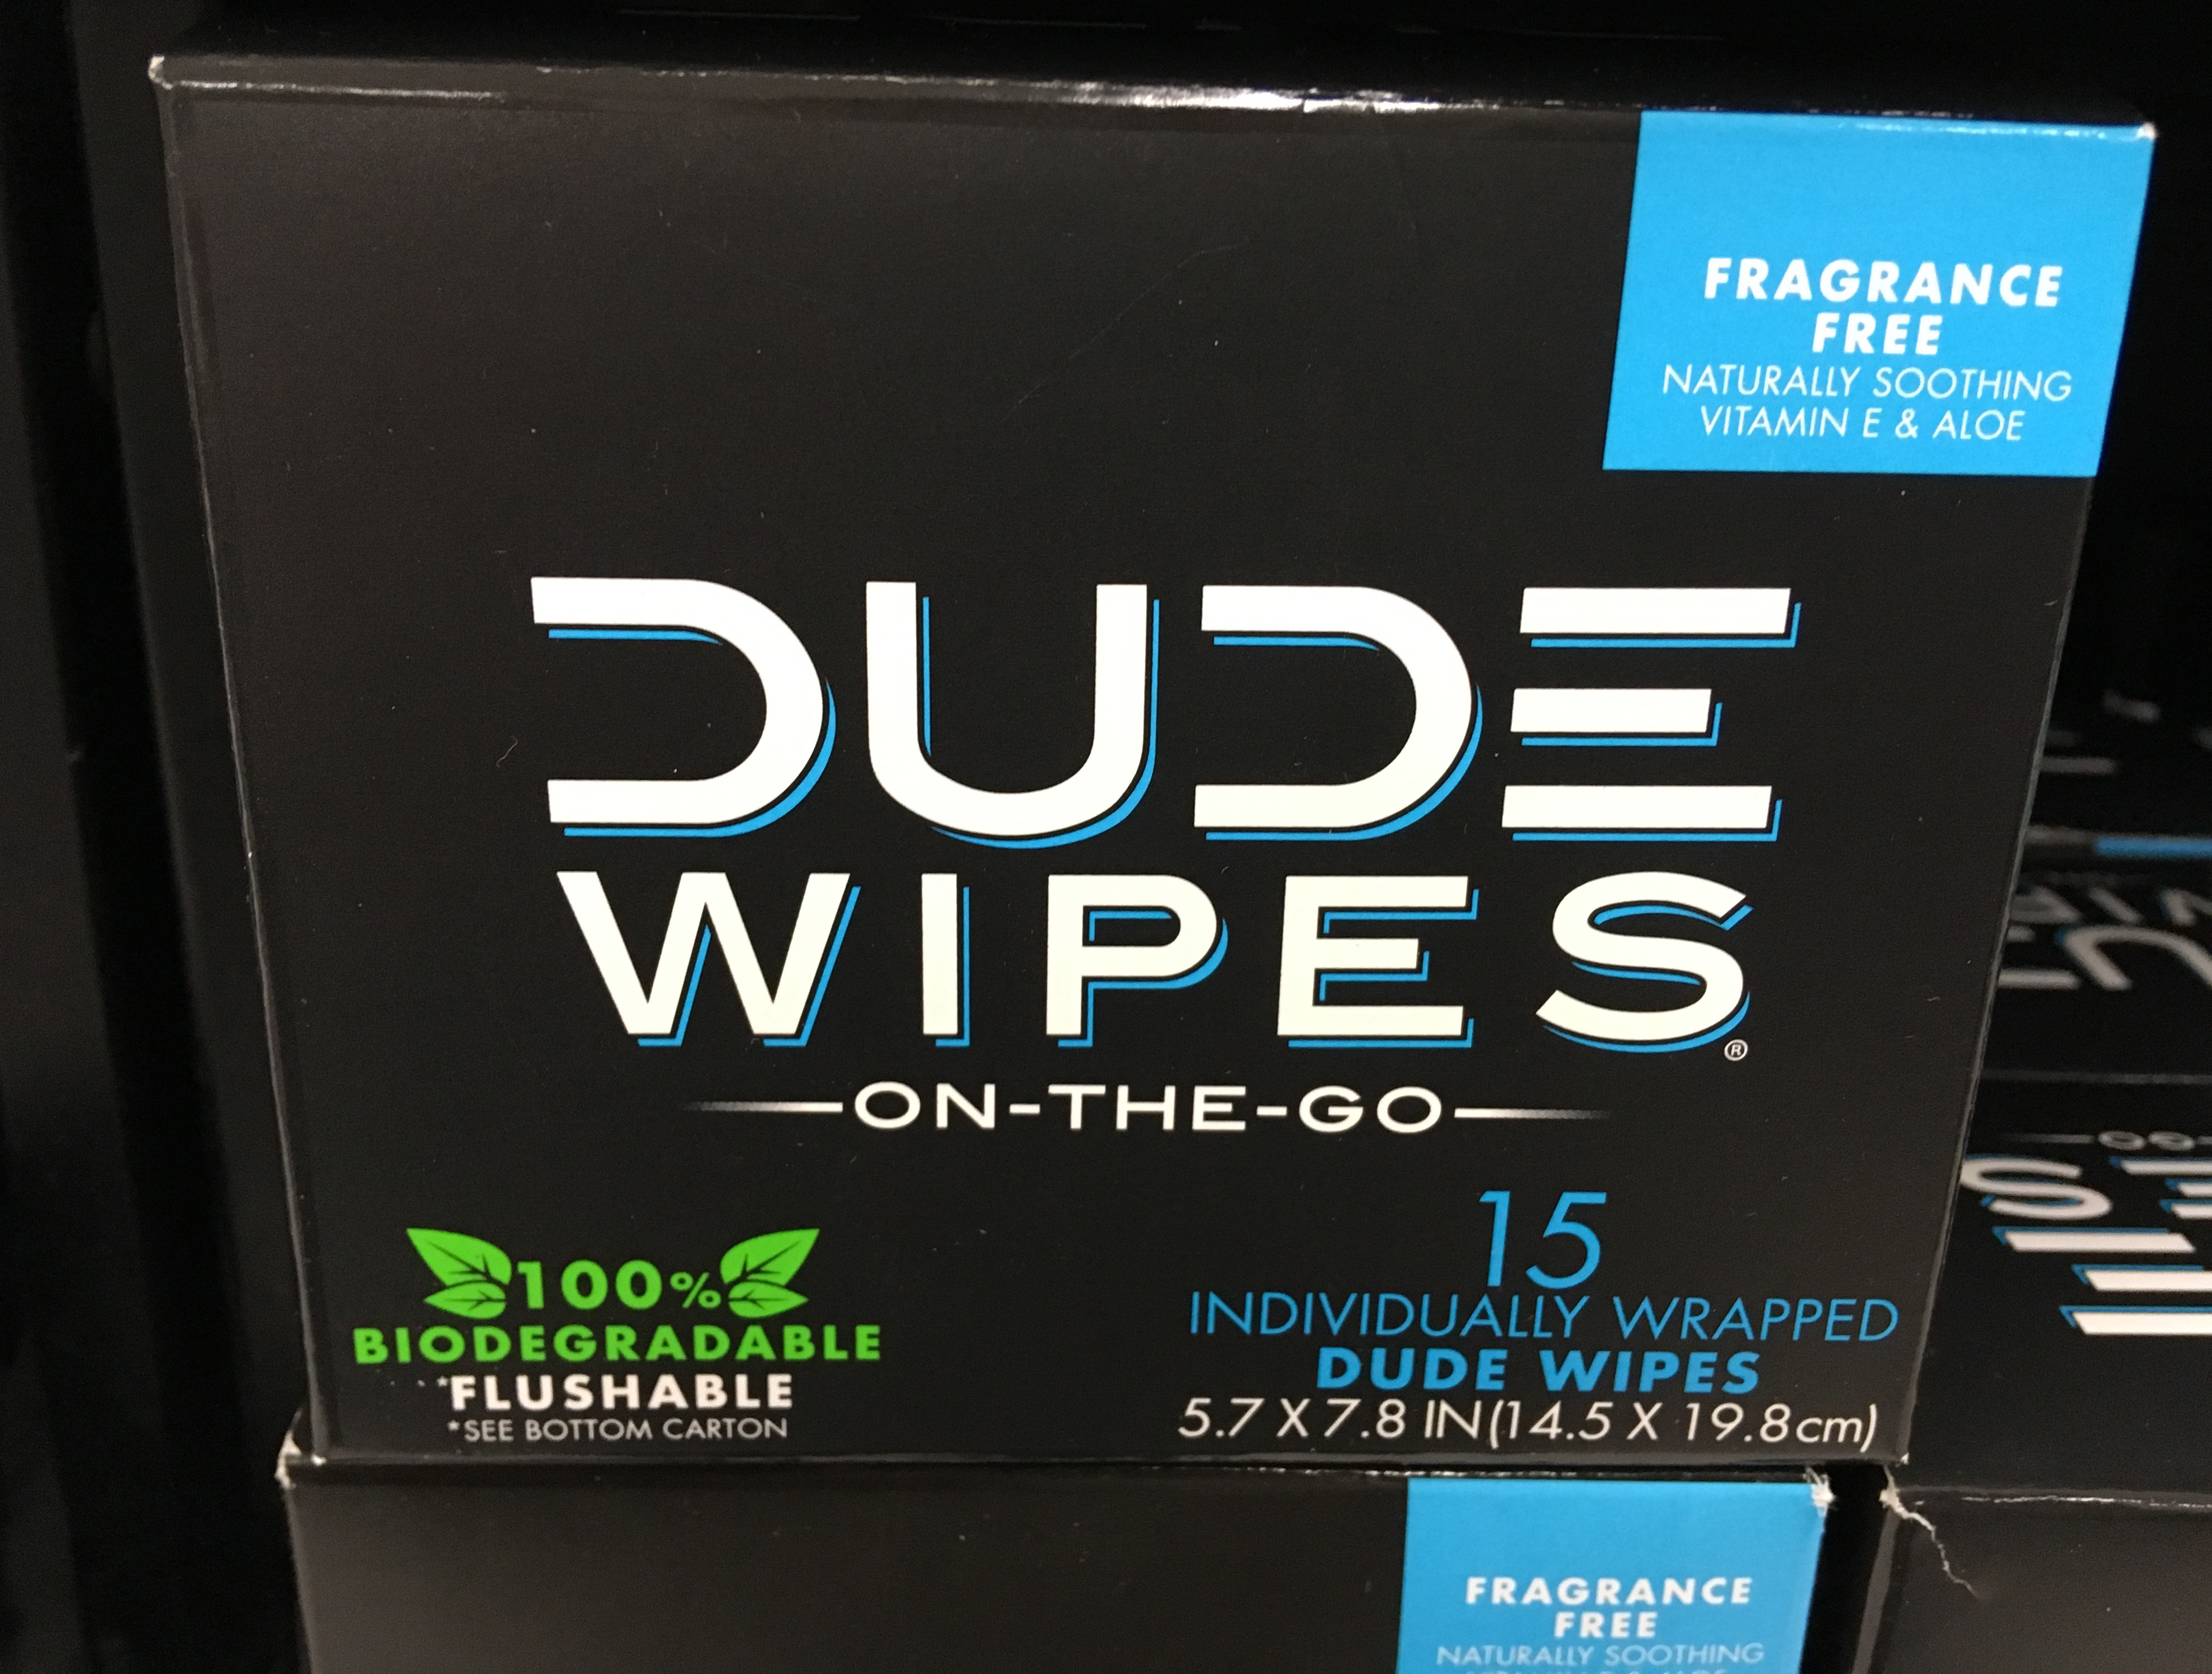 FRAGRANCE
FREE
NATURALLY SOOTHING
VITAMIN E & ALOE
DUDE
WIPES®
ON-THE-GO
100%
BIODEGRADABLE
*FLUSHABLE
*SEE BOTTOM CARTON
15
INDIVIDUALLY WRAPPED
DUDE WIPES
5.7 X 7.8 IN(14.5 X 19.8cm)
FRAGRANCE
FREE
NATURALLY SOOTHING